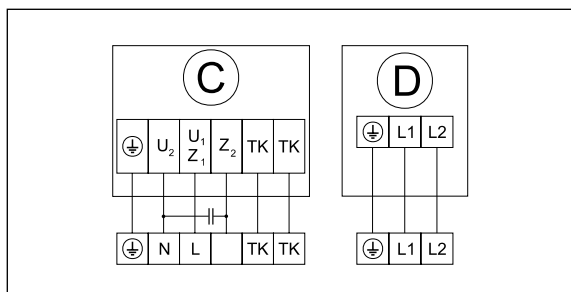 C
D
⏚ U₂ U₁ Z₁ Z₂ TK TK
⏚ L1 L2
⏚ N L TK TK
⏚ L1 L2